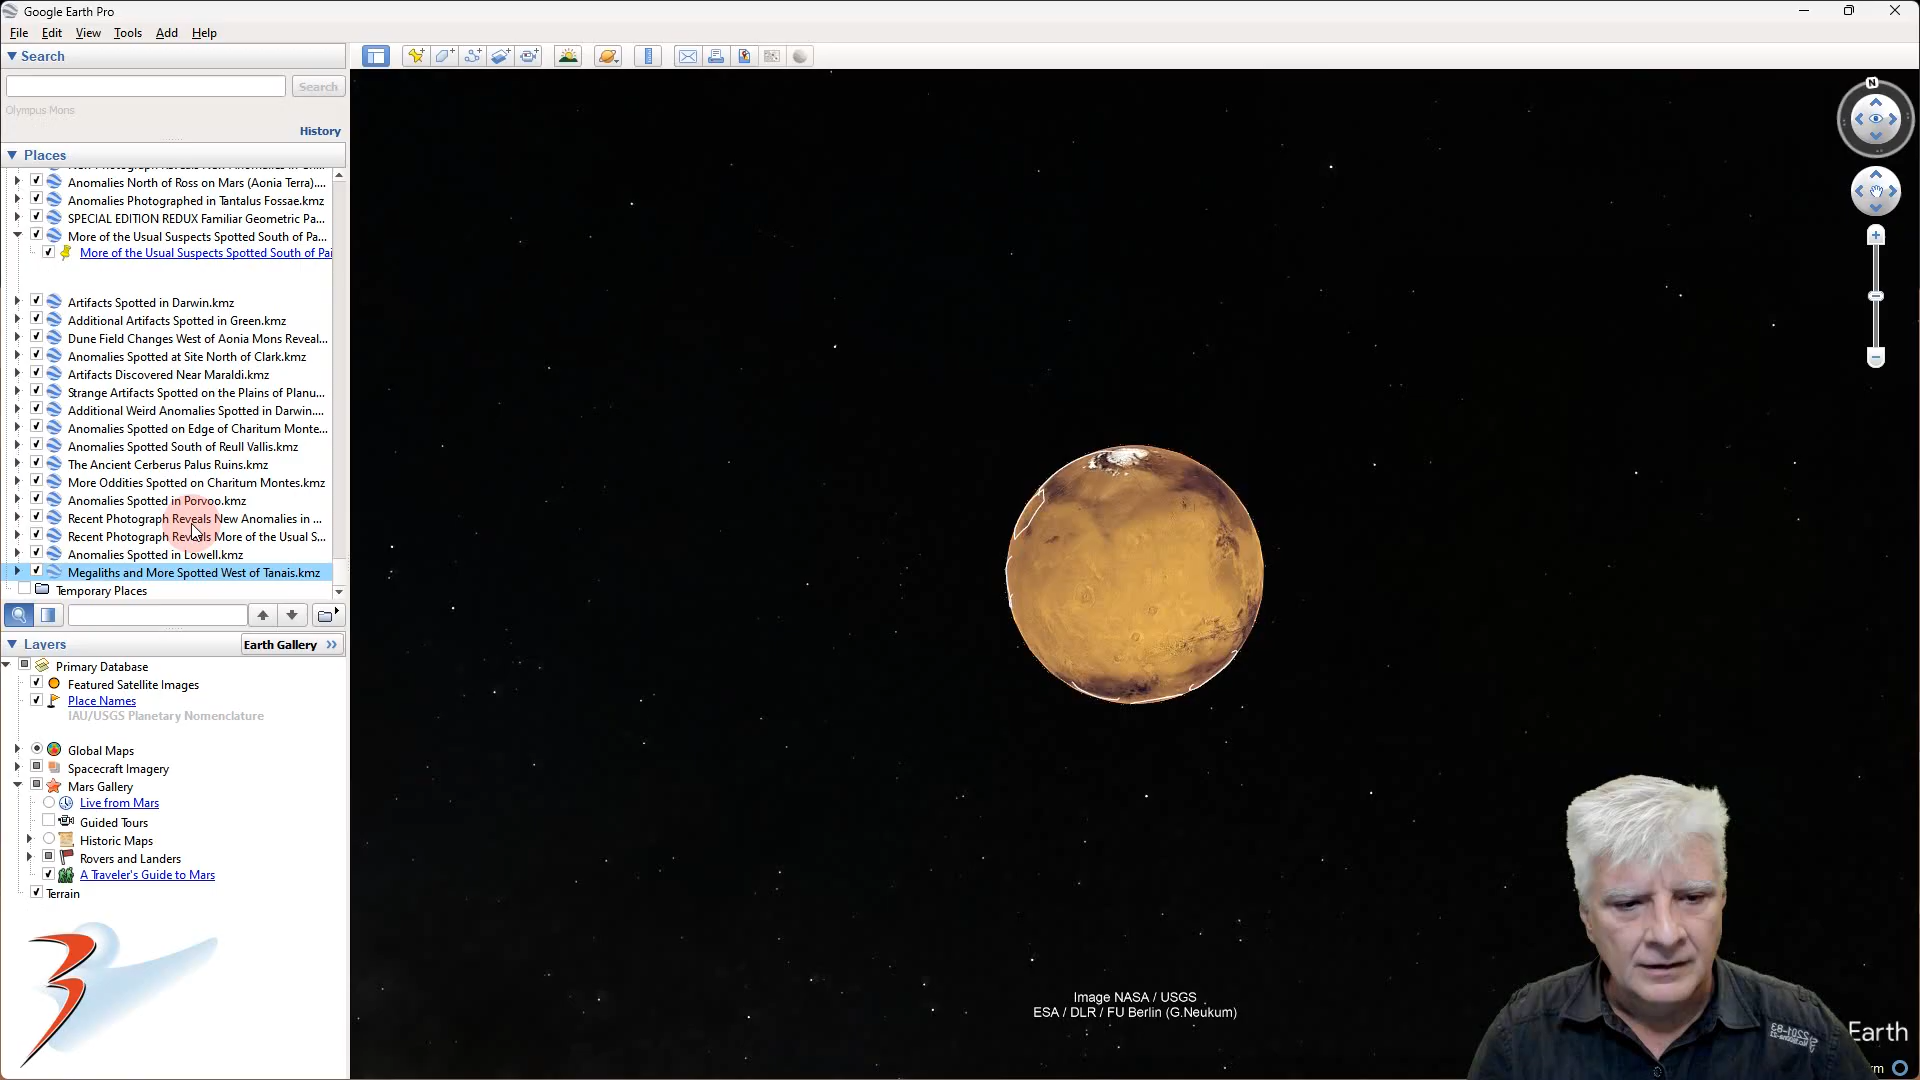 Google Earth Pro
File Edit View Tools Add Help
Search
Search
Olympus Mons
History
Places
Anomalies North of Ross on Mars (Aonia Terra)....
Anomalies Photographed in Tantalus Fossae.kmz
SPECIAL EDITION REDUX Familiar Geometric Pa...
More of the Usual Suspects Spotted South of Pa...
More of the Usual Suspects Spotted South of Pai
Artifacts Spotted in Darwin.kmz
Additional Artifacts Spotted in Green.kmz
Dune Field Changes West of Aonia Mons Reveal...
Anomalies Spotted at Site North of Clark.kmz
Artifacts Discovered Near Maraldi.kmz
Strange Artifacts Spotted on the Plains of Planu...
Additional Weird Anomalies Spotted in Darwin....
Anomalies Spotted on Edge of Charitum Monte...
Anomalies Spotted South of Reull Vallis.kmz
The Ancient Cerberus Palus Ruins.kmz
More Oddities Spotted on Charitum Montes.kmz
Anomalies Spotted in Porvoo.kmz
Recent Photograph Reveals New Anomalies in ...
Recent Photograph Reveals More of the Usual S...
Anomalies Spotted in Lowell.kmz
Megaliths and More Spotted West of Tanais.kmz
Temporary Places
Layers
Earth Gallery »
Primary Database
Featured Satellite Images
Place Names
IAU/USGS Planetary Nomenclature
Global Maps
Spacecraft Imagery
Mars Gallery
Live from Mars
Guided Tours
Historic Maps
Rovers and Landers
A Traveler's Guide to Mars
Terrain
N
Image NASA / USGS
ESA / DLR / FU Berlin (G.Neukum)
Earth